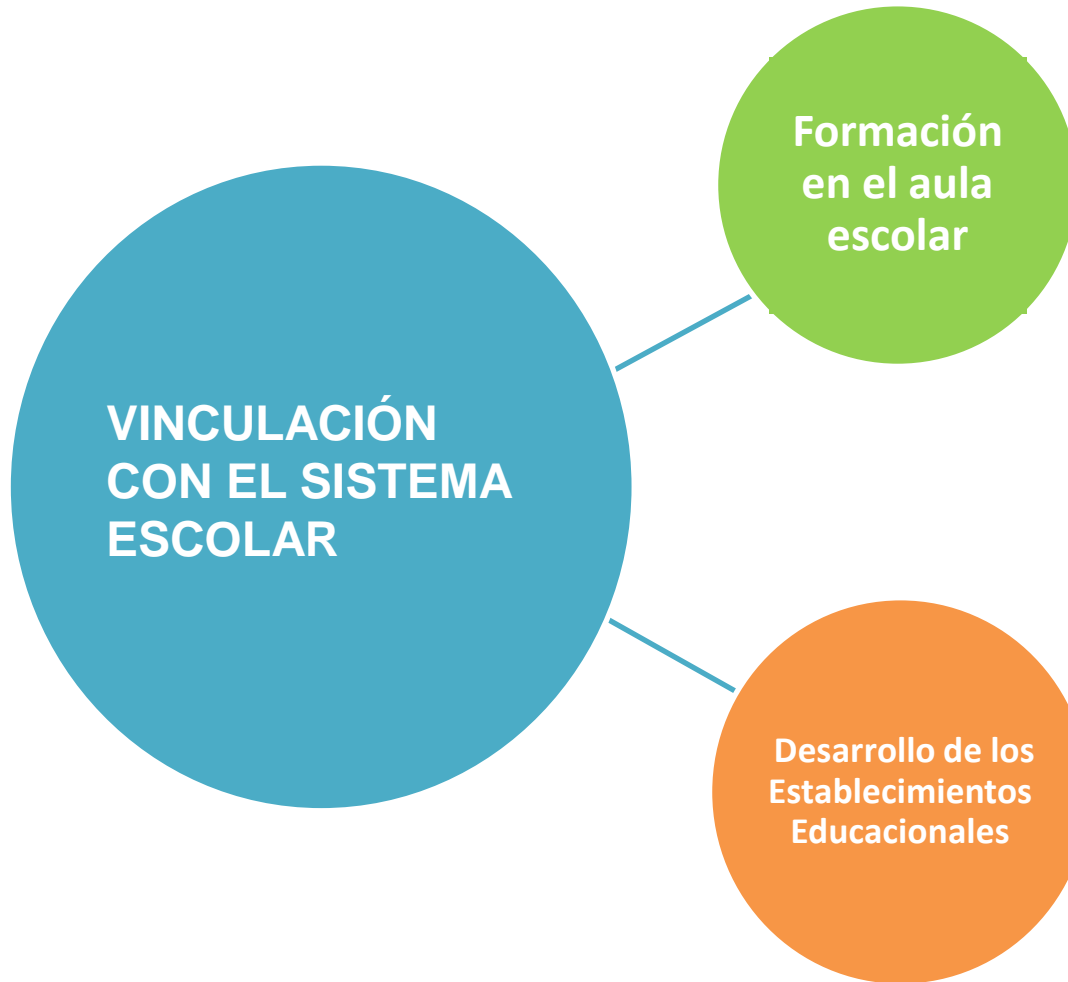 Formación
en el aula
escolar
VINCULACIÓN
CON EL SISTEMA
ESCOLAR
Desarrollo de los
Establecimientos
Educacionales